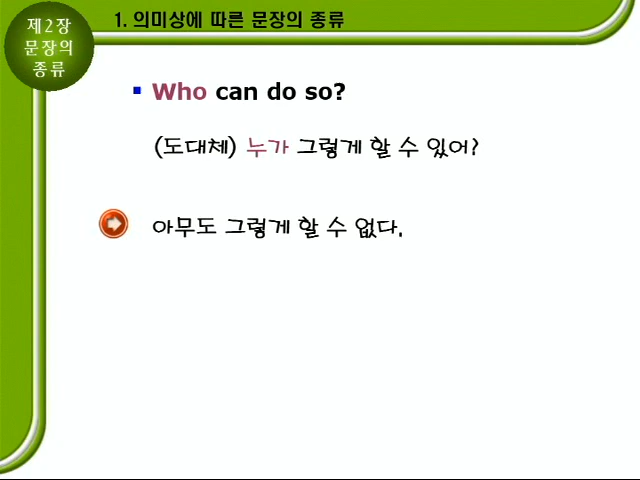 제2장
문장의
종류
1. 의미상에 따른 문장의 종류
Who can do so?
(도대체) 누가 그렇게 할 수 있어?
아무도 그렇게 할 수 없다.